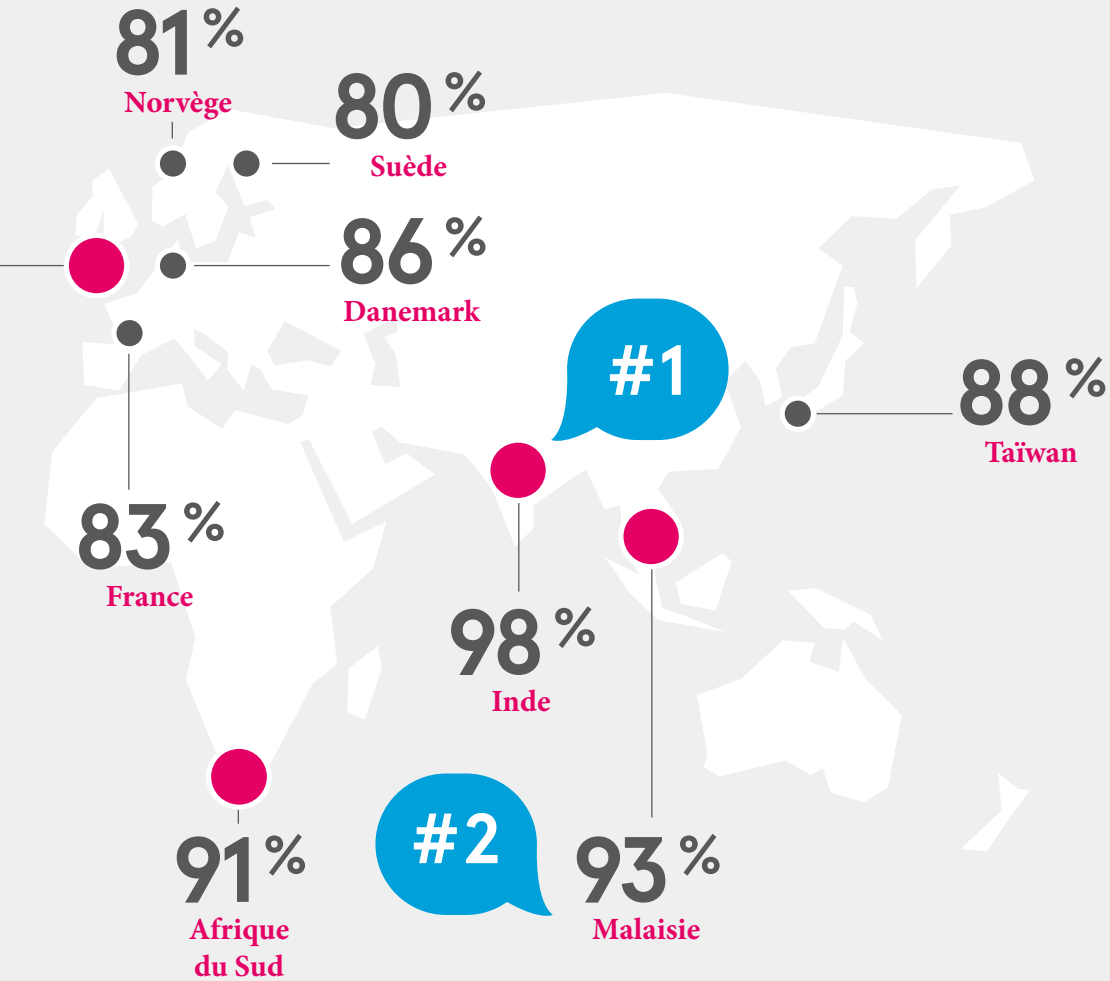 81%
Norvège
80%
Suède
86%
Danemark
#1
88%
Taïwan
83%
France
98%
Inde
#2
91%
Afrique
du Sud
93%
Malaisie